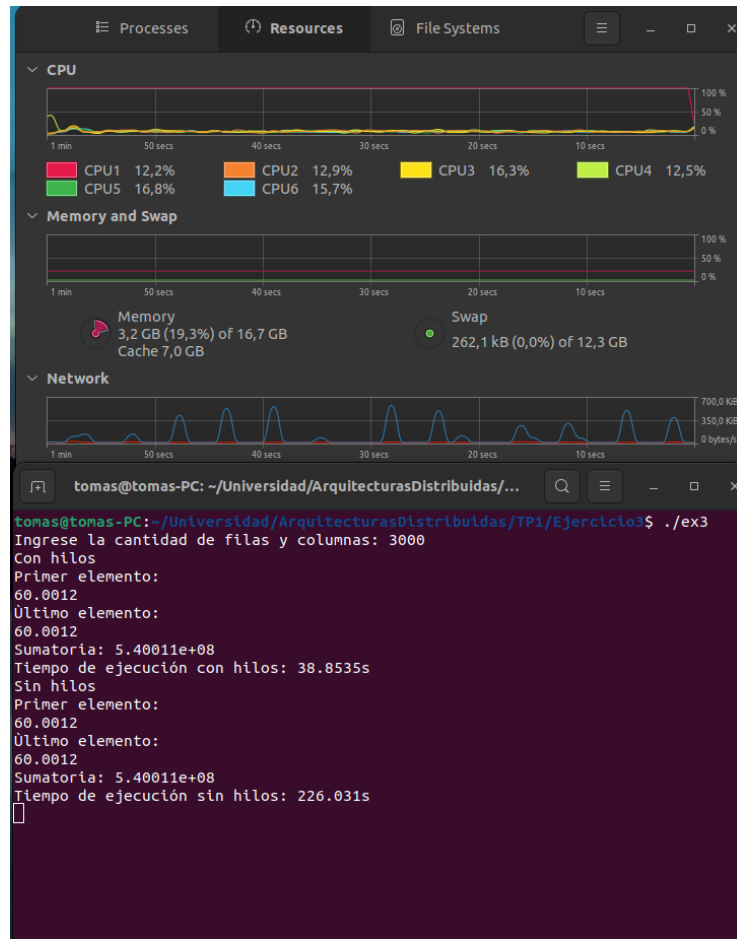 Processes Resources File Systems
CPU
100 %
50 %
0 %
1 min 50 secs 40 secs 30 secs 20 secs 10 secs
CPU1 12,2% CPU2 12,9% CPU3 16,3% CPU4 12,5%
CPU5 16,8% CPU6 15,7%
Memory and Swap
100 %
50 %
0 %
1 min 50 secs 40 secs 30 secs 20 secs 10 secs
Memory
3,2 GB (19,3%) of 16,7 GB
Cache 7,0 GB
Swap
262,1 kB (0,0%) of 12,3 GB
Network
700,0 KiB
350,0 KiB
0 bytes/s
1 min 50 secs 40 secs 30 secs 20 secs 10 secs
tomas@tomas-PC: ~/Universidad/ArquitecturasDistribuidas/...
tomas@tomas-PC:~/Universidad/ArquitecturasDistribuidas/TP1/Ejercicio3$ ./ex3
Ingrese la cantidad de filas y columnas: 3000
Con hilos
Primer elemento:
60.0012
Ùltimo elemento:
60.0012
Sumatoria: 5.40011e+08
Tiempo de ejecución con hilos: 38.8535s
Sin hilos
Primer elemento:
60.0012
Ùltimo elemento:
60.0012
Sumatoria: 5.40011e+08
Tiempo de ejecución sin hilos: 226.031s